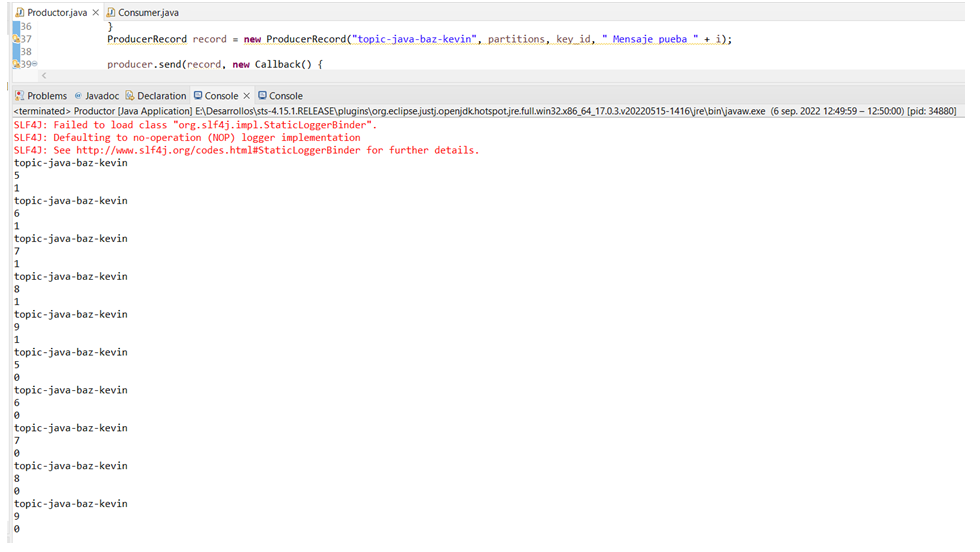 Productor.java Consumer.java
36 }
37 ProducerRecord record = new ProducerRecord("topic-java-baz-kevin", partitions, key_id, " Mensaje pueba " + i);
38
39 producer.send(record, new Callback() {
Problems Javadoc Declaration Console Console
<terminated> Productor [Java Application] E:\Desarrollos\sts-4.15.1.RELEASE\plugins\org.eclipse.justj.openjdk.hotspot.jre.full.win32.x86_64_17.0.3.v20220515-1416\jre\bin\javaw.exe (6 sep. 2022 12:49:59 – 12:50:00) [pid: 34880]
SLF4J: Failed to load class "org.slf4j.impl.StaticLoggerBinder".
SLF4J: Defaulting to no-operation (NOP) logger implementation
SLF4J: See http://www.slf4j.org/codes.html#StaticLoggerBinder for further details.
topic-java-baz-kevin
5
1
topic-java-baz-kevin
6
1
topic-java-baz-kevin
7
1
topic-java-baz-kevin
8
1
topic-java-baz-kevin
9
1
topic-java-baz-kevin
5
0
topic-java-baz-kevin
6
0
topic-java-baz-kevin
7
0
topic-java-baz-kevin
8
0
topic-java-baz-kevin
9
0